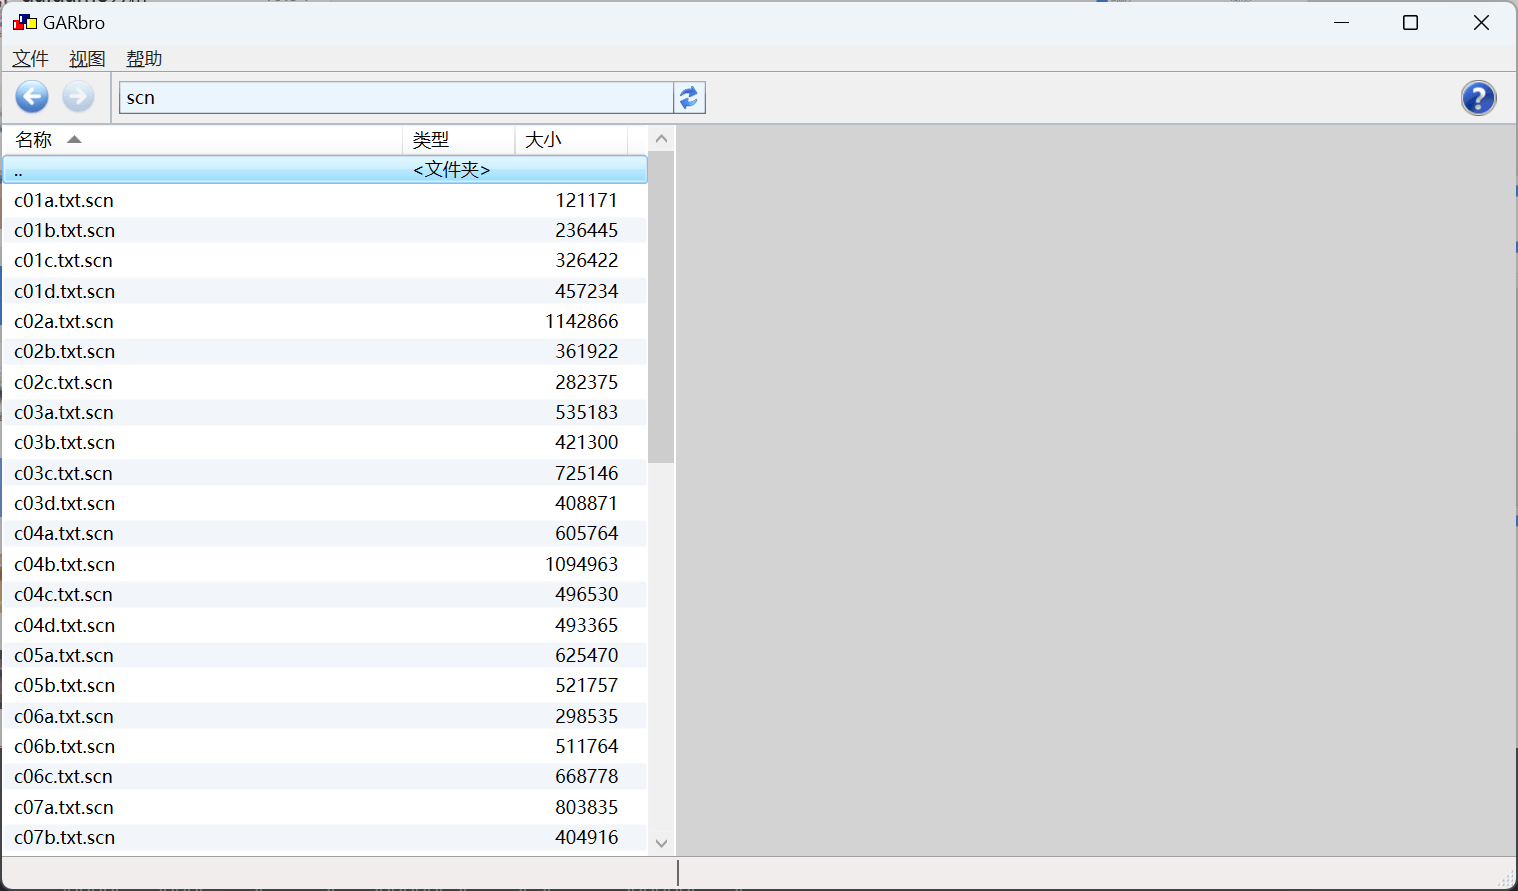 GARbro
文件 视图 帮助
scn
名称 类型 大小
.. <文件夹>
c01a.txt.scn 121171
c01b.txt.scn 236445
c01c.txt.scn 326422
c01d.txt.scn 457234
c02a.txt.scn 1142866
c02b.txt.scn 361922
c02c.txt.scn 282375
c03a.txt.scn 535183
c03b.txt.scn 421300
c03c.txt.scn 725146
c03d.txt.scn 408871
c04a.txt.scn 605764
c04b.txt.scn 1094963
c04c.txt.scn 496530
c04d.txt.scn 493365
c05a.txt.scn 625470
c05b.txt.scn 521757
c06a.txt.scn 298535
c06b.txt.scn 511764
c06c.txt.scn 668778
c07a.txt.scn 803835
c07b.txt.scn 404916